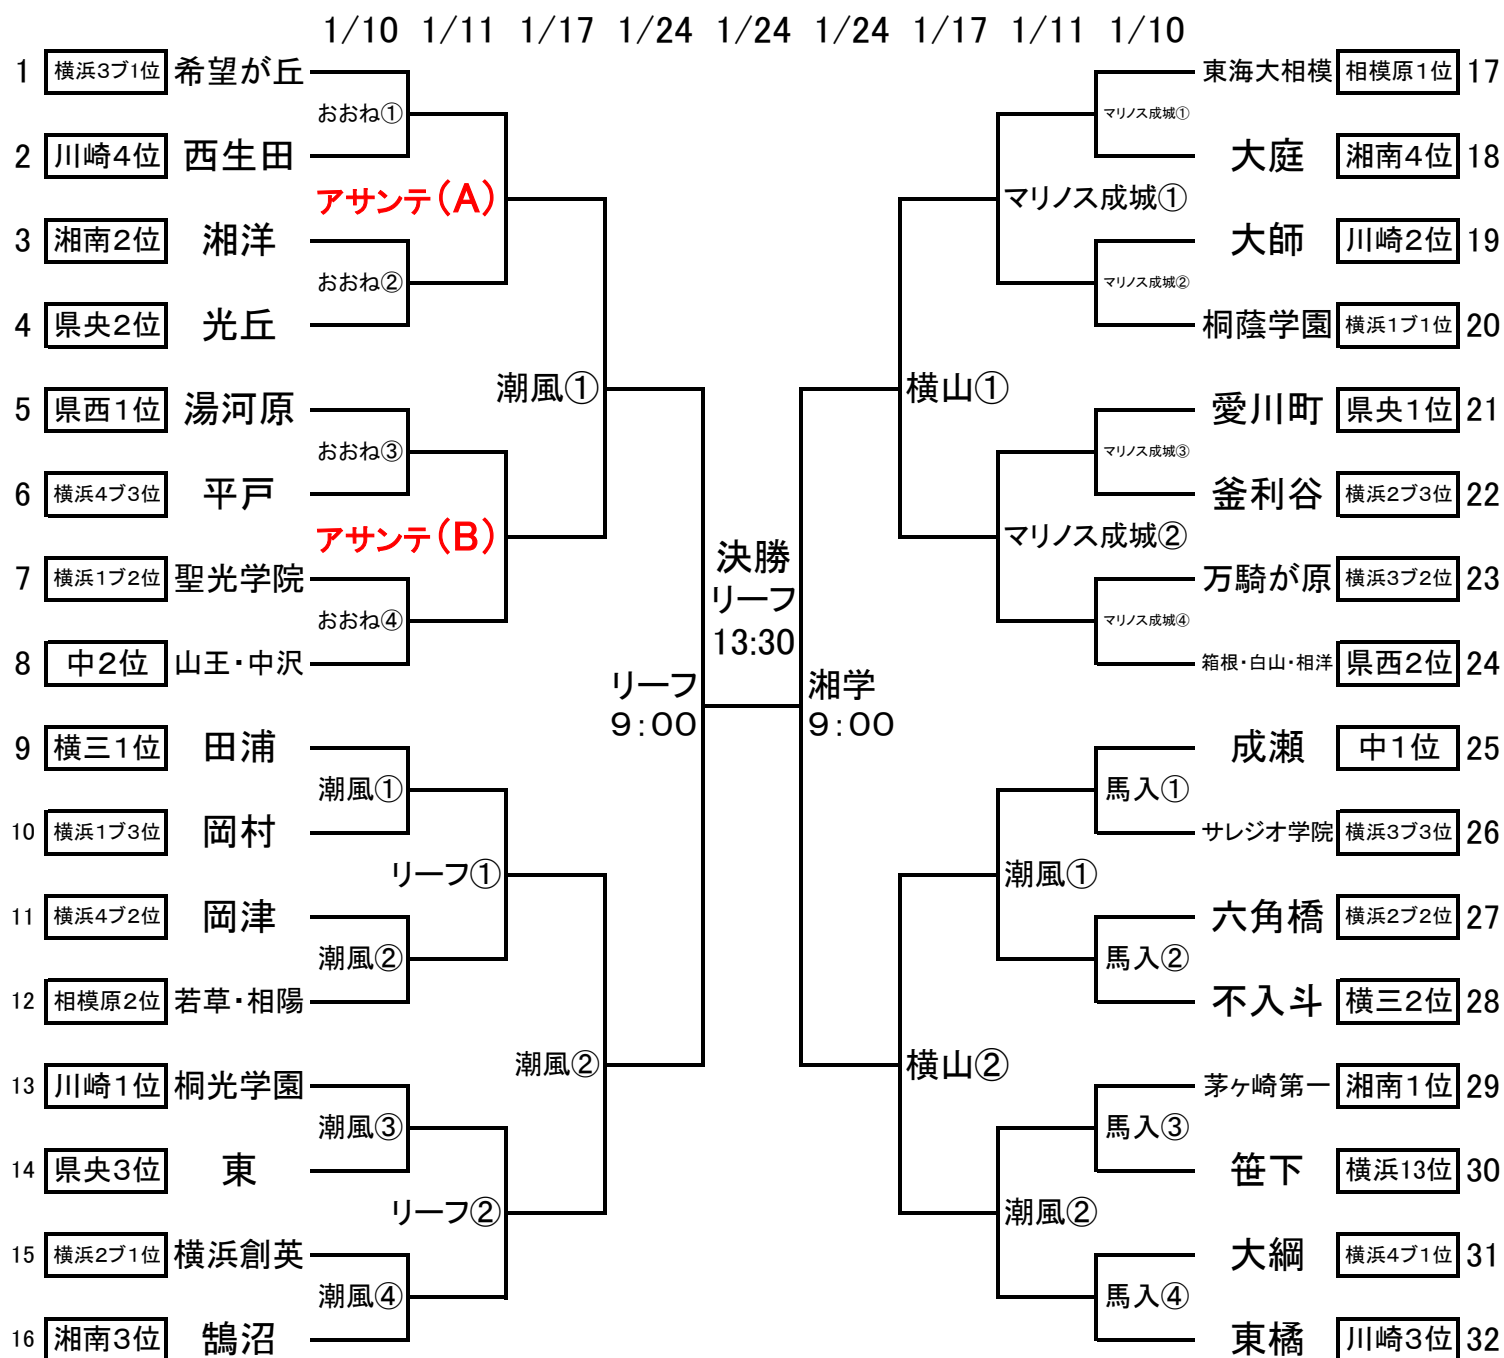 1/10 1/11 1/17 1/24 1/24 1/24 1/17 1/11 1/10
1 横浜3ブ1位 希望が丘
おおね①
2 川崎4位 西生田
アサンテ(A)
3 湘南2位 湘洋
おおね②
4 県央2位 光丘
潮風①
5 県西1位 湯河原
おおね③
6 横浜4ブ3位 平戸
アサンテ(B)
7 横浜1ブ2位 聖光学院
おおね④
8 中2位 山王・中沢
リーフ
9:00
9 横三1位 田浦
潮風①
10 横浜1ブ3位 岡村
リーフ①
11 横浜4ブ2位 岡津
潮風②
12 相模原2位 若草・相陽
潮風②
13 川崎1位 桐光学園
潮風③
14 県央3位 東
リーフ②
15 横浜2ブ1位 横浜創英
潮風④
16 湘南3位 鵠沼
決勝
リーフ
13:30
東海大相模 相模原1位 17
マリノス成城①
大庭 湘南4位 18
マリノス成城①
大師 川崎2位 19
マリノス成城②
桐蔭学園 横浜1ブ1位 20
横山①
愛川町 県央1位 21
マリノス成城③
釜利谷 横浜2ブ3位 22
マリノス成城②
万騎が原 横浜3ブ2位 23
マリノス成城④
箱根・白山・相洋 県西2位 24
湘学
9:00
成瀬 中1位 25
馬入①
サレジオ学院 横浜3ブ3位 26
潮風①
六角橋 横浜2ブ2位 27
馬入②
不入斗 横三2位 28
横山②
茅ヶ崎第一 湘南1位 29
馬入③
笹下 横浜13位 30
潮風②
大綱 横浜4ブ1位 31
馬入④
東橘 川崎3位 32